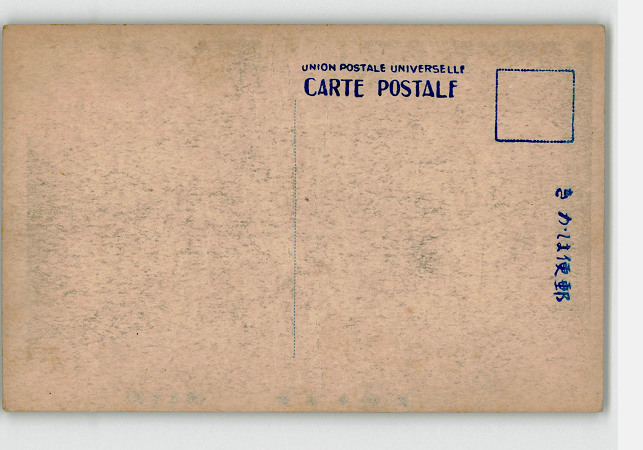 UNION POSTALE UNIVERSELLE
CARTE POSTALE
きかは便郵